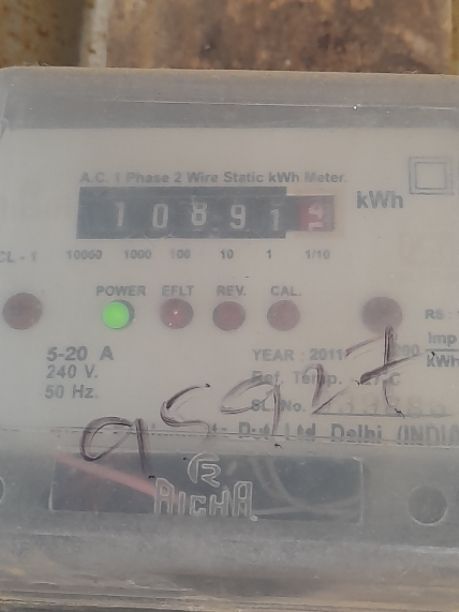 A.C. 1 Phase 2 Wire Static kWh Meter.
1 0 8 9 1
kWh
CL - 1
10000 1000 100 10 1 1/10
POWER EFLT REV. CAL.
5-20 A
240 V.
50 Hz.
Imp
kWh
YEAR : 2011
Ref. Temp. 27°C
SL. No.
Pvt. Ltd. Delhi (INDIA
RICHA